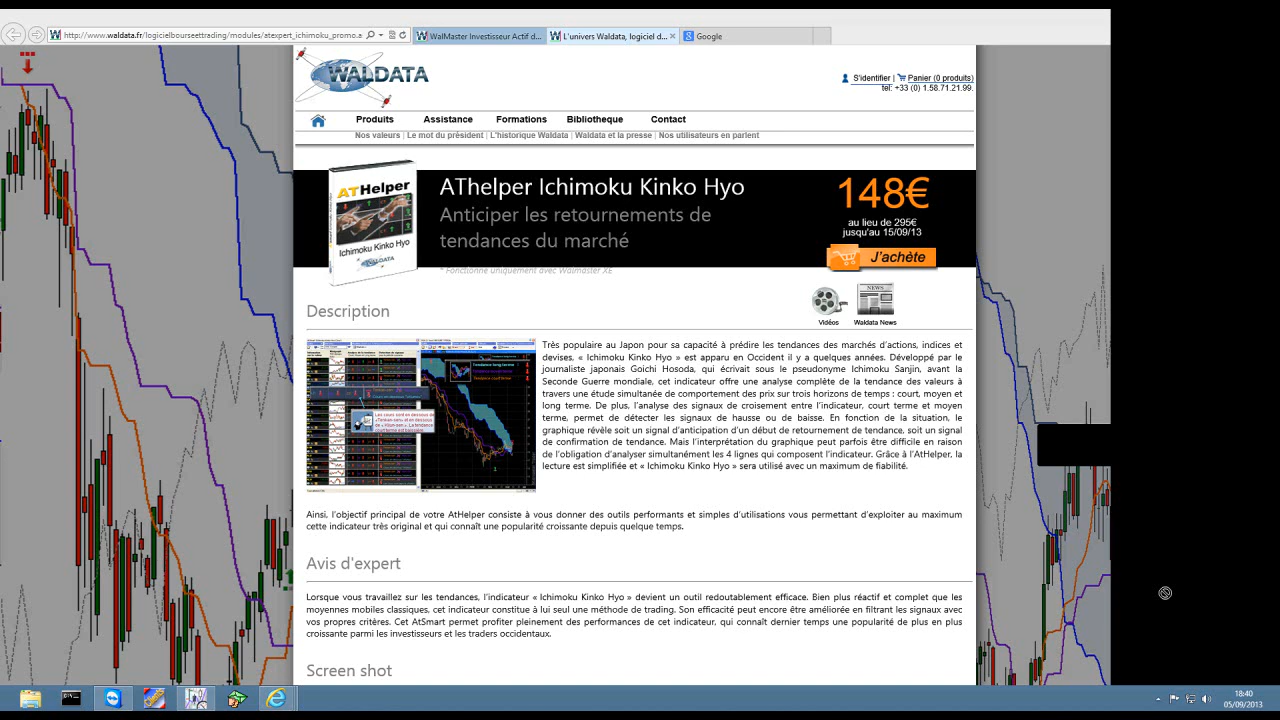 http://www.waldata.fr/logicielbourseettrading/modules/atexpert_ichimoku_promo.a
WalMaster Investisseur Actif d...
L'univers Waldata, logiciel d...
Google
WALDATA
S'identifier | Panier (0 produits)
tel: +33 (0) 1.58.71.21.99.
Produits Assistance Formations Bibliotheque Contact
Nos valeurs | Le mot du président | L'historique Waldata | Waldata et la presse | Nos utilisateurs en parlent
ATHelper
Ichimoku Kinko Hyo
WALDATA
AThelper Ichimoku Kinko Hyo
Anticiper les retournements de
tendances du marché
* Fonctionne uniquement avec Walmaster XE
148€
au lieu de 295€
jusqu'au 15/09/13
J'achète
Vidéos
NEWS
Waldata News
Description
Très populaire au Japon pour sa capacité à prédire les tendances des marchés d'actions, indices et
devises, « Ichimoku Kinko Hyo » est apparu en Occident il y a quelques années. Développé par le
journaliste japonais Goichi Hosoda, qui écrivait sous le pseudonyme Ichimoku Sanjin, avant la
Seconde Guerre mondiale, cet indicateur offre une analyse complète de la tendance des valeurs à
travers une étude simultanée de comportement des prix sur trois horizons de temps : court, moyen et
long terme. De plus, l'analyse des signaux de croisement entre l'indicateur, court terme et moyen
terme, permet de détecter les signaux de hausse ou de baisse. En fonction de la situation, le
graphique révèle soit un signal d'anticipation d'un début de retournement de tendance, soit un signal
de confirmation de tendance. Mais l'interprétation du graphique peut parfois être difficile en raison
de l'obligation d'analyser simultanément les 4 lignes qui composent l'indicateur. Grâce à l'AtHelper, la
lecture est simplifiée et « Ichimoku Kinko Hyo » sera utilisé avec un maximum de fiabilité.
Ainsi, l'objectif principal de votre AtHelper consiste à vous donner des outils performants et simples d'utilisations vous permettant d'exploiter au maximum
cette indicateur très original et qui connaît une popularité croissante depuis quelque temps.
Avis d'expert
Lorsque vous travaillez sur les tendances, l'indicateur « Ichimoku Kinko Hyo » devient un outil redoutablement efficace. Bien plus réactif et complet que les
moyennes mobiles classiques, cet indicateur constitue à lui seul une méthode de trading. Son efficacité peut encore être améliorée en filtrant les signaux avec
vos propres critères. Cet AtSmart permet profiter pleinement des performances de cet indicateur, qui connaît dernier temps une popularité de plus en plus
croissante parmi les investisseurs et les traders occidentaux.
Screen shot
18:40
05/09/2013